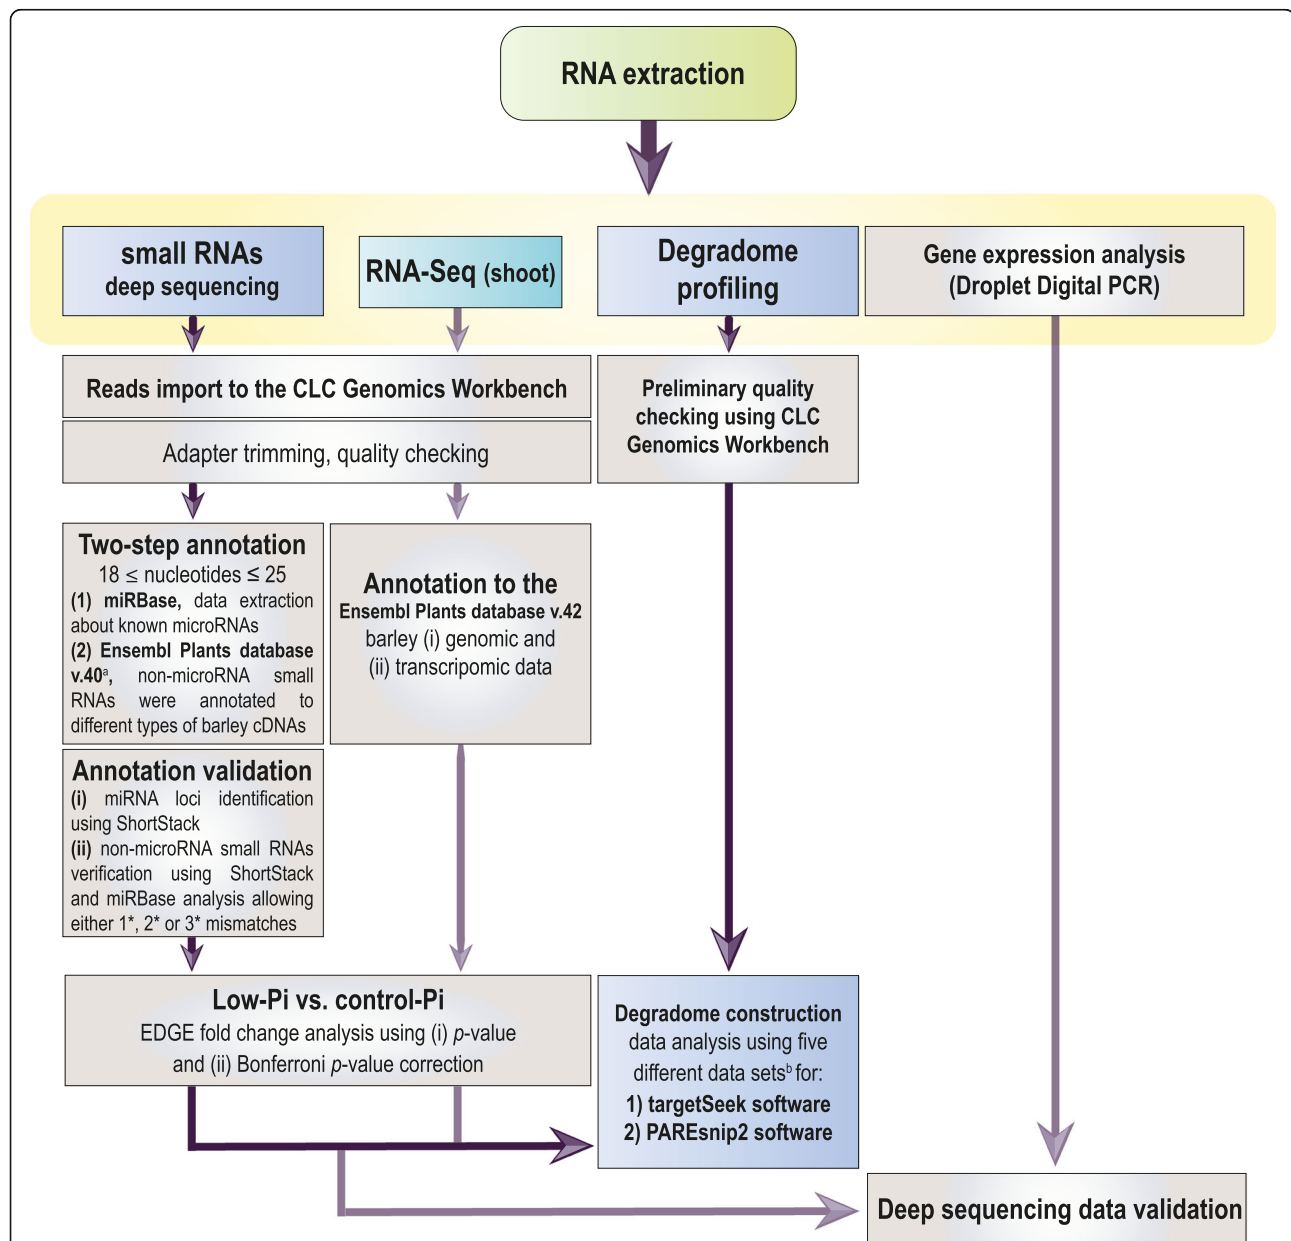 RNA extraction
small RNAs
deep sequencing
RNA-Seq (shoot)
Degradome
profiling
Gene expression analysis
(Droplet Digital PCR)
Reads import to the CLC Genomics Workbench
Adapter trimming, quality checking
Preliminary quality
checking using CLC
Genomics Workbench
Two-step annotation
18 ≤ nucleotides ≤ 25
(1) miRBase, data extraction
about known microRNAs
(2) Ensembl Plants database
v.40ᵃ, non-microRNA small
RNAs were annotated to
different types of barley cDNAs
Annotation to the
Ensembl Plants database v.42
barley (i) genomic and
(ii) transcripomic data
Annotation validation
(i) miRNA loci identification
using ShortStack
(ii) non-microRNA small RNAs
verification using ShortStack
and miRBase analysis allowing
either 1*, 2* or 3* mismatches
Low-Pi vs. control-Pi
EDGE fold change analysis using (i) p-value
and (ii) Bonferroni p-value correction
Degradome construction
data analysis using five
different data setsᵇ for:
1) targetSeek software
2) PAREsnip2 software
Deep sequencing data validation